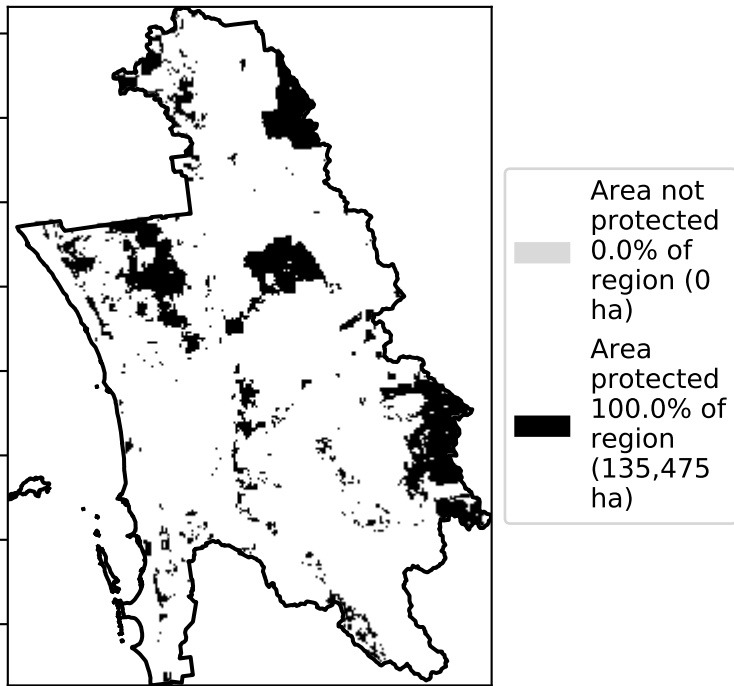 Area not
protected
0.0% of
region (0
ha)
Area
protected
100.0% of
region
(135,475
ha)